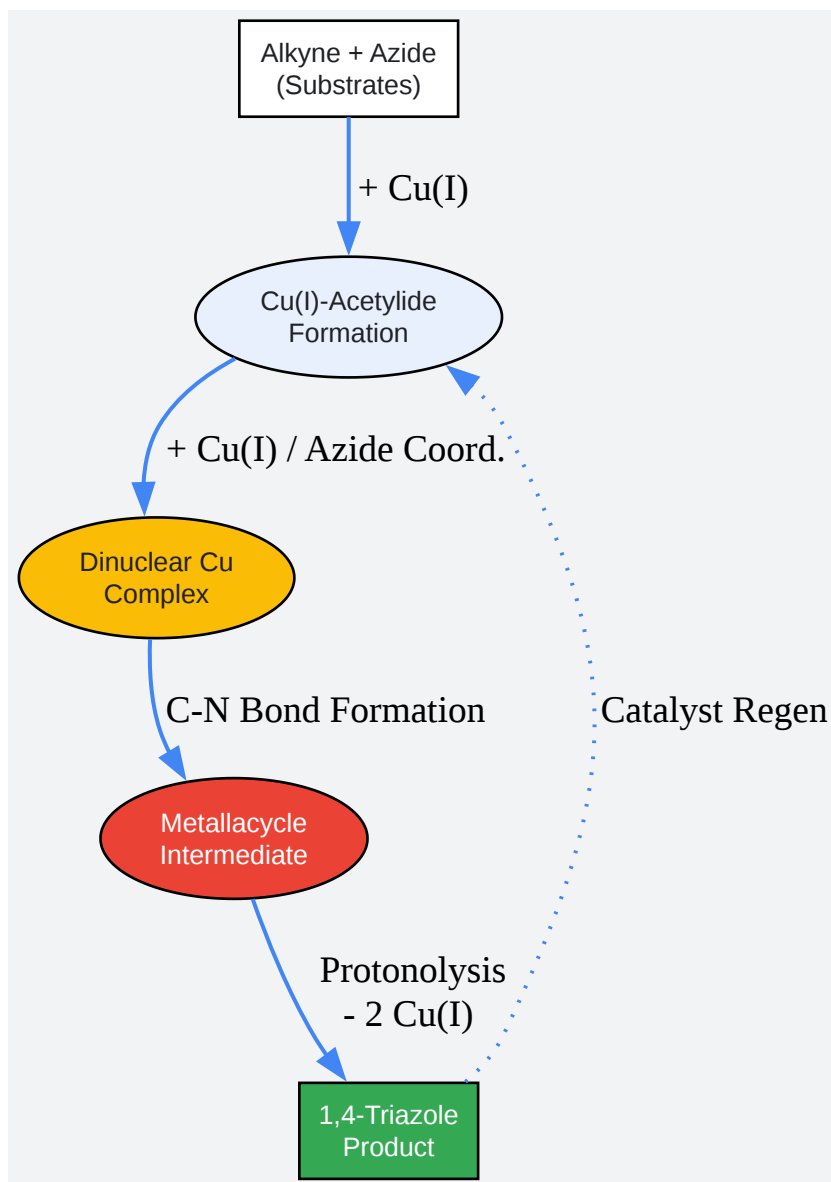 Alkyne + Azide
(Substrates)
+ Cu(I)
Cu(I)-Acetylide
Formation
+ Cu(I) / Azide Coord.
Dinuclear Cu
Complex
C-N Bond Formation
Catalyst Regen
Metallacycle
Intermediate
Protonolysis
- 2 Cu(I)
1,4-Triazole
Product